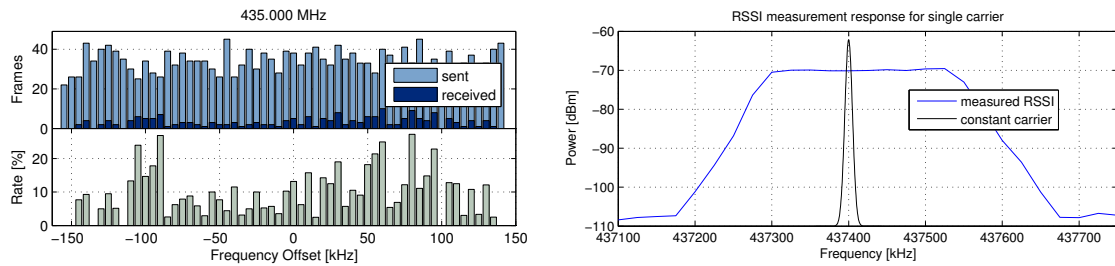 435.000 MHz
Frames
40
20
0
sent
received
Rate [%]
20
10
0
−150
−100
−50
0
50
100
150
Frequency Offset [kHz]
RSSI measurement response for single carrier
Power [dBm]
−60
−70
−80
−90
−100
−110
measured RSSI
constant carrier
437100
437200
437300
437400
437500
437600
437700
Frequency [kHz]